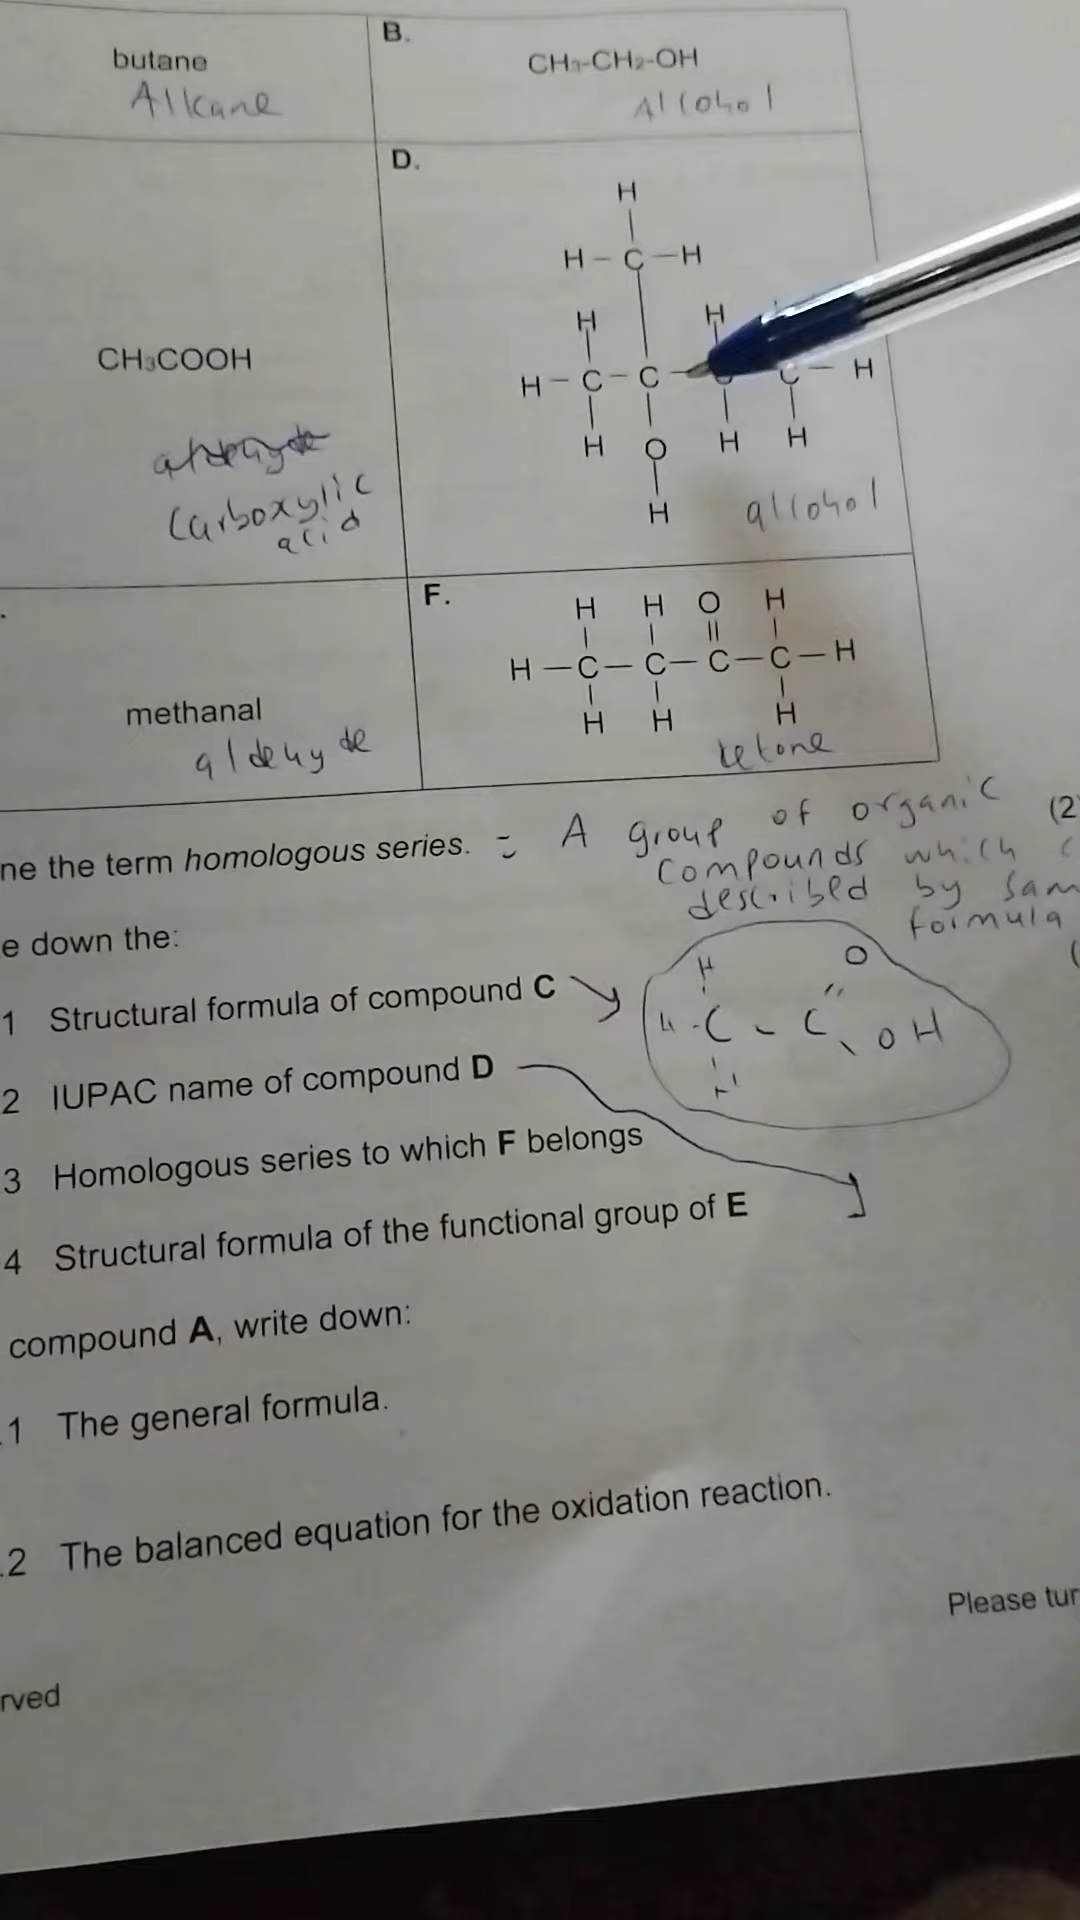 butane
Alkane
B.
CH₃-CH₂-OH
Alcohol
CH₃COOH
Carboxylic
acid
D.
H
H – C – H
H H
H – C – C – C – H
H O H H
H
alcohol
methanal
aldehyde
F.
H H O H
H – C – C – C – C – H
H H H
ketone
ne the term homologous series. = A group of organic (2
compounds which c
described by sam
formula
e down the:
(
1 Structural formula of compound C
H O
H - C - C
OH
H
2 IUPAC name of compound D
3 Homologous series to which F belongs
4 Structural formula of the functional group of E
compound A, write down:
.1 The general formula.
.2 The balanced equation for the oxidation reaction.
Please tur
rved